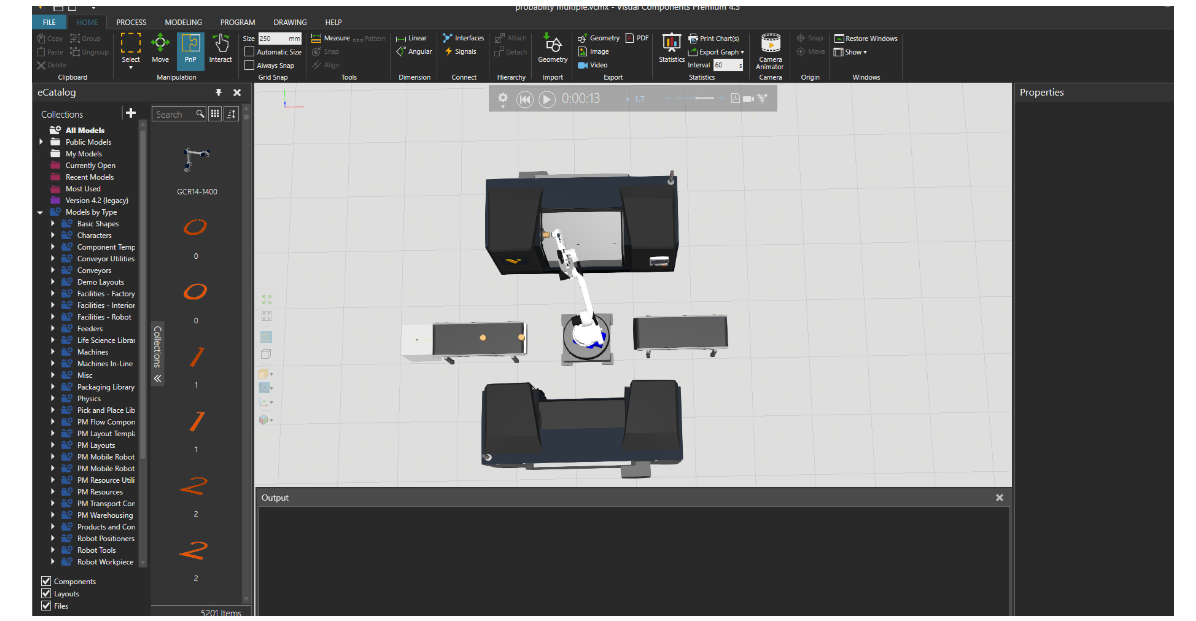 probability multiple.vcmx - Visual Components Premium 4.5
FILE HOME PROCESS MODELING PROGRAM DRAWING HELP
Copy Group
Paste Ungroup
Delete
Clipboard
Select Move PnP Interact
Manipulation
Size 250 mm
Automatic Size
Always Snap
Grid Snap
Measure Pattern
Snap
Align
Tools
Linear
Angular
Dimension
Interfaces
Signals
Connect
Attach
Detach
Hierarchy
Geometry
Import
Geometry PDF
Image
Video
Export
Statistics
Print Chart(s)
Export Graph
Interval 60 s
Statistics
Camera
Animator
Camera
Snap
Move
Origin
Restore Windows
Show
Windows
eCatalog
Collections
Search
All Models
Public Models
My Models
Currently Open
Recent Models
Most Used
Version 4.2 (legacy)
Models by Type
Basic Shapes
Characters
Component Temp
Conveyor Utilities
Conveyors
Demo Layouts
Facilities - Factory
Facilities - Interior
Facilities - Robot
Feeders
Life Science Librar
Machines
Machines In-Line
Misc
Packaging Library
Physics
Pick and Place Lib
PM Flow Compon
PM Layout Templ
PM Layouts
PM Mobile Robot
PM Mobile Robot
PM Resource Utili
PM Resources
PM Transport Con
PM Warehousing
Products and Con
Robot Positioners
Robot Tools
Robot Workpiece
Components
Layouts
Files
Collections
GCR14-1400
0
0
1
1
2
2
5201 Items
0:00:13
1.7
Output
Properties